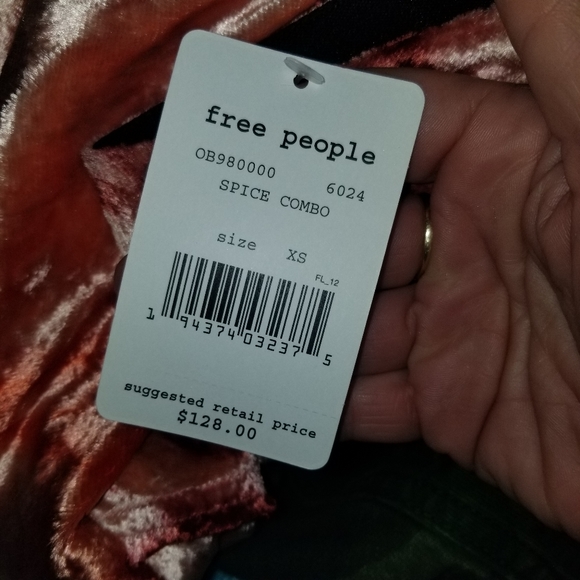 free people
OB980000 6024
SPICE COMBO
size XS
FL_12
1 94374 03237 5
suggested retail price
$128.00